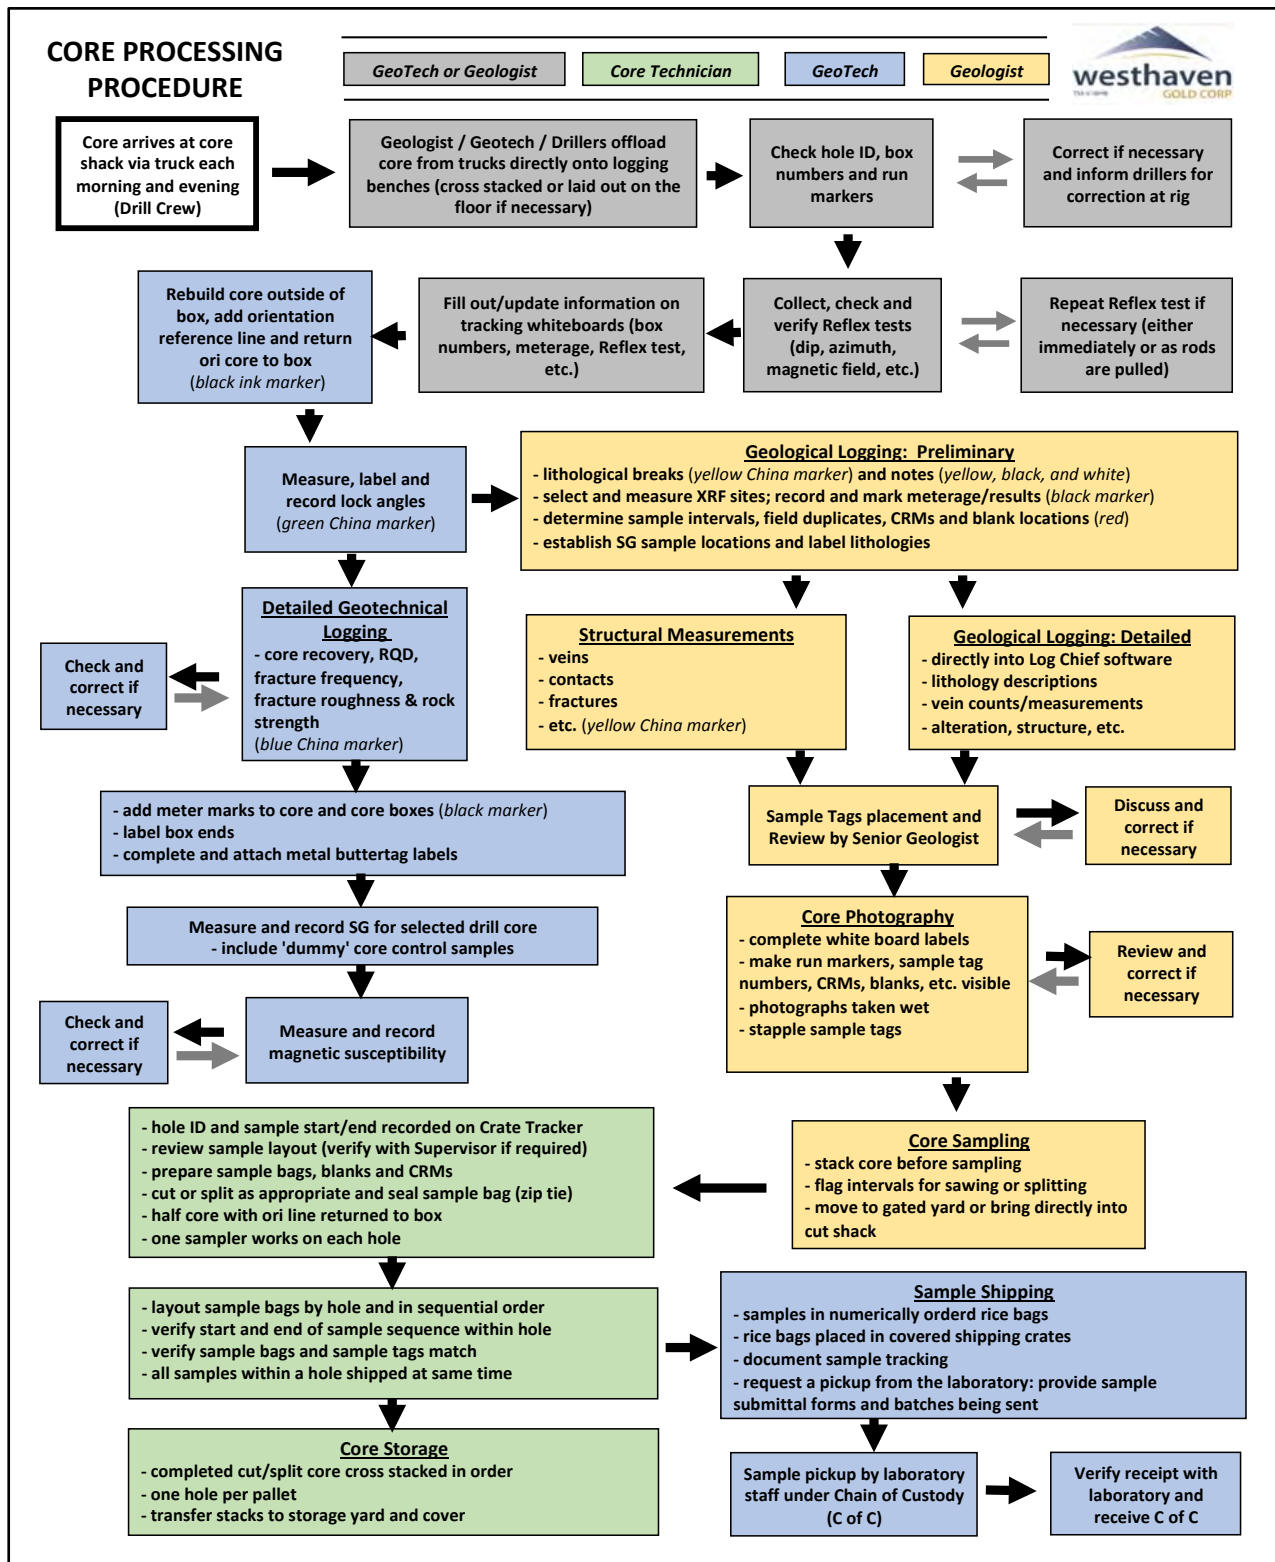 CORE PROCESSING
PROCEDURE
GeoTech or Geologist
Core Technician
GeoTech
Geologist
westhaven
GOLD CORP
Core arrives at core
shack via truck each
morning and evening
(Drill Crew)
Geologist / Geotech / Drillers offload
core from trucks directly onto logging
benches (cross stacked or laid out on the
floor if necessary)
Check hole ID, box
numbers and run
markers
Correct if necessary
and inform drillers for
correction at rig
Rebuild core outside of
box, add orientation
reference line and return
ori core to box
(black ink marker)
Fill out/update information on
tracking whiteboards (box
numbers, meterage, Reflex test,
etc.)
Collect, check and
verify Reflex tests
(dip, azimuth,
magnetic field, etc.)
Repeat Reflex test if
necessary (either
immediately or as rods
are pulled)
Measure, label and
record lock angles
(green China marker)
Geological Logging:  Preliminary
- lithological breaks (yellow China marker) and notes (yellow, black, and white)
- select and measure XRF sites; record and mark meterage/results (black marker)
- determine sample intervals, field duplicates, CRMs and blank locations (red)
- establish SG sample locations and label lithologies
Detailed Geotechnical
Logging
- core recovery, RQD,
fracture frequency,
fracture roughness & rock
strength
(blue China marker)
Check and
correct if
necessary
Structural Measurements
- veins
- contacts
- fractures
- etc. (yellow China marker)
Geological Logging: Detailed
- directly into Log Chief software
- lithology descriptions
- vein counts/measurements
- alteration, structure, etc.
- add meter marks to core and core boxes (black marker)
- label box ends
- complete and attach metal buttertag labels
Sample Tags placement and
Review by Senior Geologist
Discuss and
correct if
necessary
Measure and record SG for selected drill core
- include 'dummy' core control samples
Core Photography
- complete white board labels
- make run markers, sample tag
numbers, CRMs, blanks, etc. visible
- photographs taken wet
- stapple sample tags
Review and
correct if
necessary
Check and
correct if
necessary
Measure and record
magnetic susceptibility
- hole ID and sample start/end recorded on Crate Tracker
- review sample layout (verify with Supervisor if required)
- prepare sample bags, blanks and CRMs
- cut or split as appropriate and seal sample bag (zip tie)
- half core with ori line returned to box
- one sampler works on each hole
Core Sampling
- stack core before sampling
- flag intervals for sawing or splitting
- move to gated yard or bring directly into
cut shack
- layout sample bags by hole and in sequential order
- verify start and end of sample sequence within hole
- verify sample bags and sample tags match
- all samples within a hole shipped at same time
Sample Shipping
- samples in numerically orderd rice bags
- rice bags placed in covered shipping crates
- document sample tracking
- request a pickup from the laboratory: provide sample
submittal forms and batches being sent
Core Storage
- completed cut/split core cross stacked in order
- one hole per pallet
- transfer stacks to storage yard and cover
Sample pickup by laboratory
staff under Chain of Custody
(C of C)
Verify receipt with
laboratory and
receive C of C